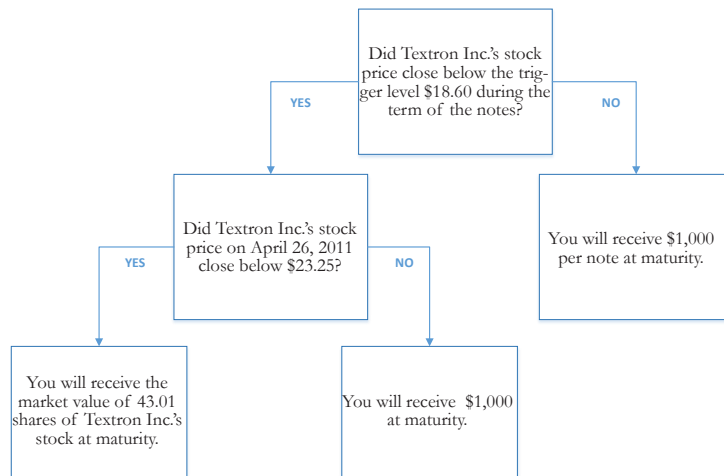 Did Textron Inc.'s stock
price close below the trig-
ger level $18.60 during the
term of the notes?
YES
NO
Did Textron Inc.'s stock
price on April 26, 2011
close below $23.25?
You will receive $1,000
per note at maturity.
YES
NO
You will receive the
market value of 43.01
shares of Textron Inc.'s
stock at maturity.
You will receive $1,000
at maturity.